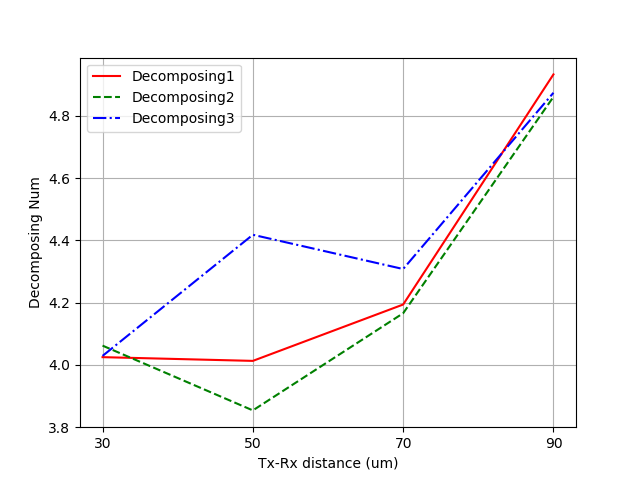 Decomposing1
Decomposing2
Decomposing3
4.8
4.6
4.4
4.2
4.0
3.8
Decomposing Num
30 50 70 90
Tx-Rx distance (um)